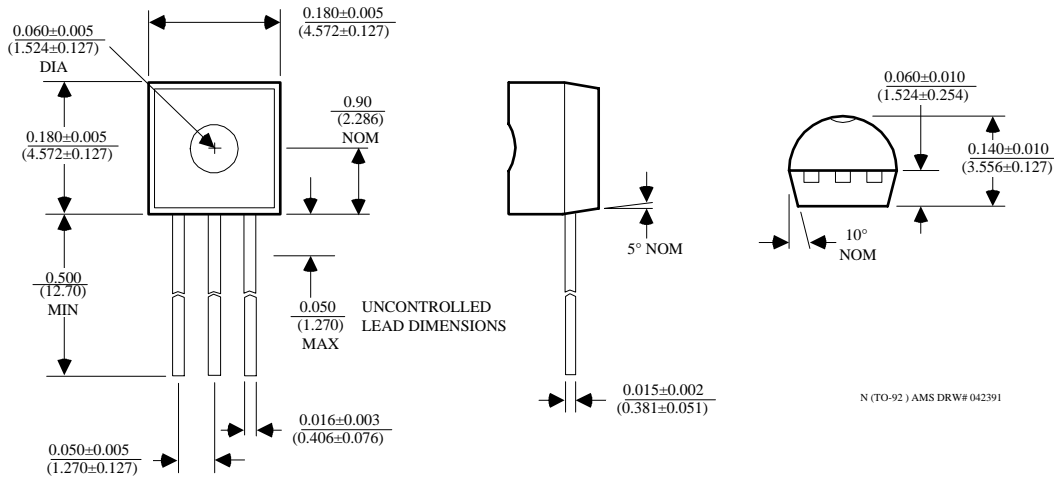 0.180±0.005
(4.572±0.127)
0.060±0.005
(1.524±0.127)
DIA
0.180±0.005
(4.572±0.127)
0.90
(2.286)
NOM
0.500
(12.70)
MIN
0.050
(1.270)
MAX
UNCONTROLLED
LEAD DIMENSIONS
0.016±0.003
(0.406±0.076)
0.050±0.005
(1.270±0.127)
5° NOM
0.015±0.002
(0.381±0.051)
0.060±0.010
(1.524±0.254)
0.140±0.010
(3.556±0.127)
10°
NOM
N (TO-92 ) AMS DRW# 042391